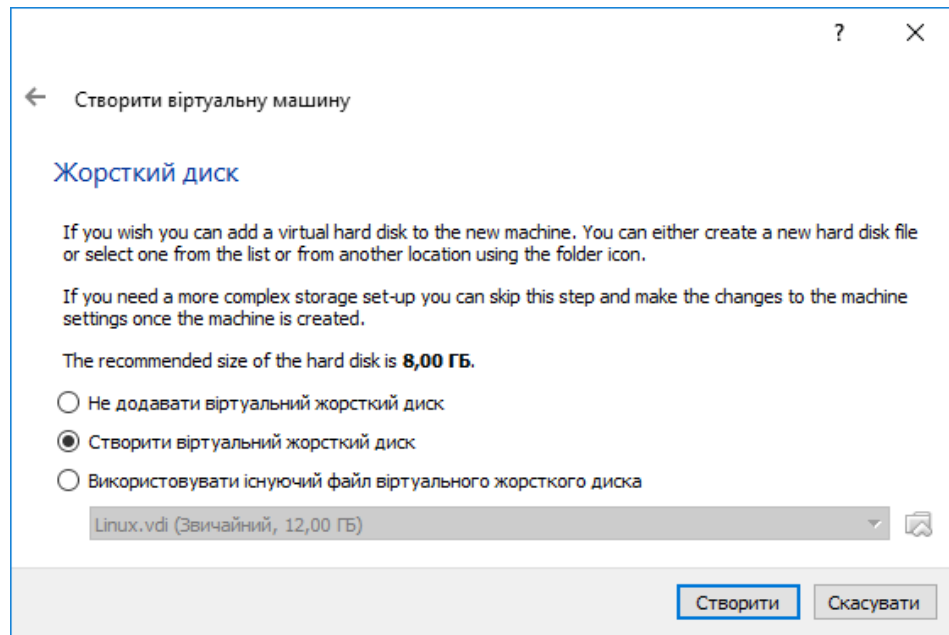 ?
Створити віртуальну машину
Жорсткий диск
If you wish you can add a virtual hard disk to the new machine. You can either create a new hard disk file
or select one from the list or from another location using the folder icon.
If you need a more complex storage set-up you can skip this step and make the changes to the machine
settings once the machine is created.
The recommended size of the hard disk is 8,00 ГБ.
Не додавати віртуальний жорсткий диск
Створити віртуальний жорсткий диск
Використовувати існуючий файл віртуального жорсткого диска
Linux.vdi (Звичайний, 12,00 ГБ)
Створити Скасувати